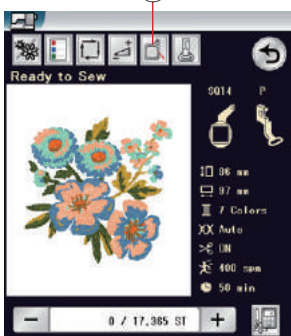 Ready to Sew
SQ14 P
86 mm
97 mm
7 Colors
Auto
ON
400 spm
50 min
− 0 / 17,365 ST +